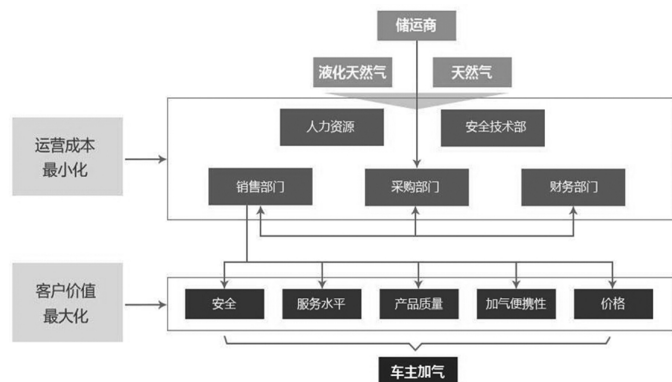 储运商
液化天然气
天然气
人力资源
安全技术部
运营成本
最小化
销售部门
采购部门
财务部门
客户价值
最大化
安全
服务水平
产品质量
加气便携性
价格
车主加气